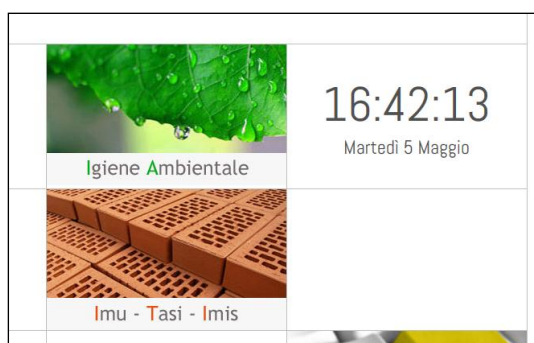 Igiene Ambientale
16:42:13
Martedì 5 Maggio
Imu - Tasi - Imis